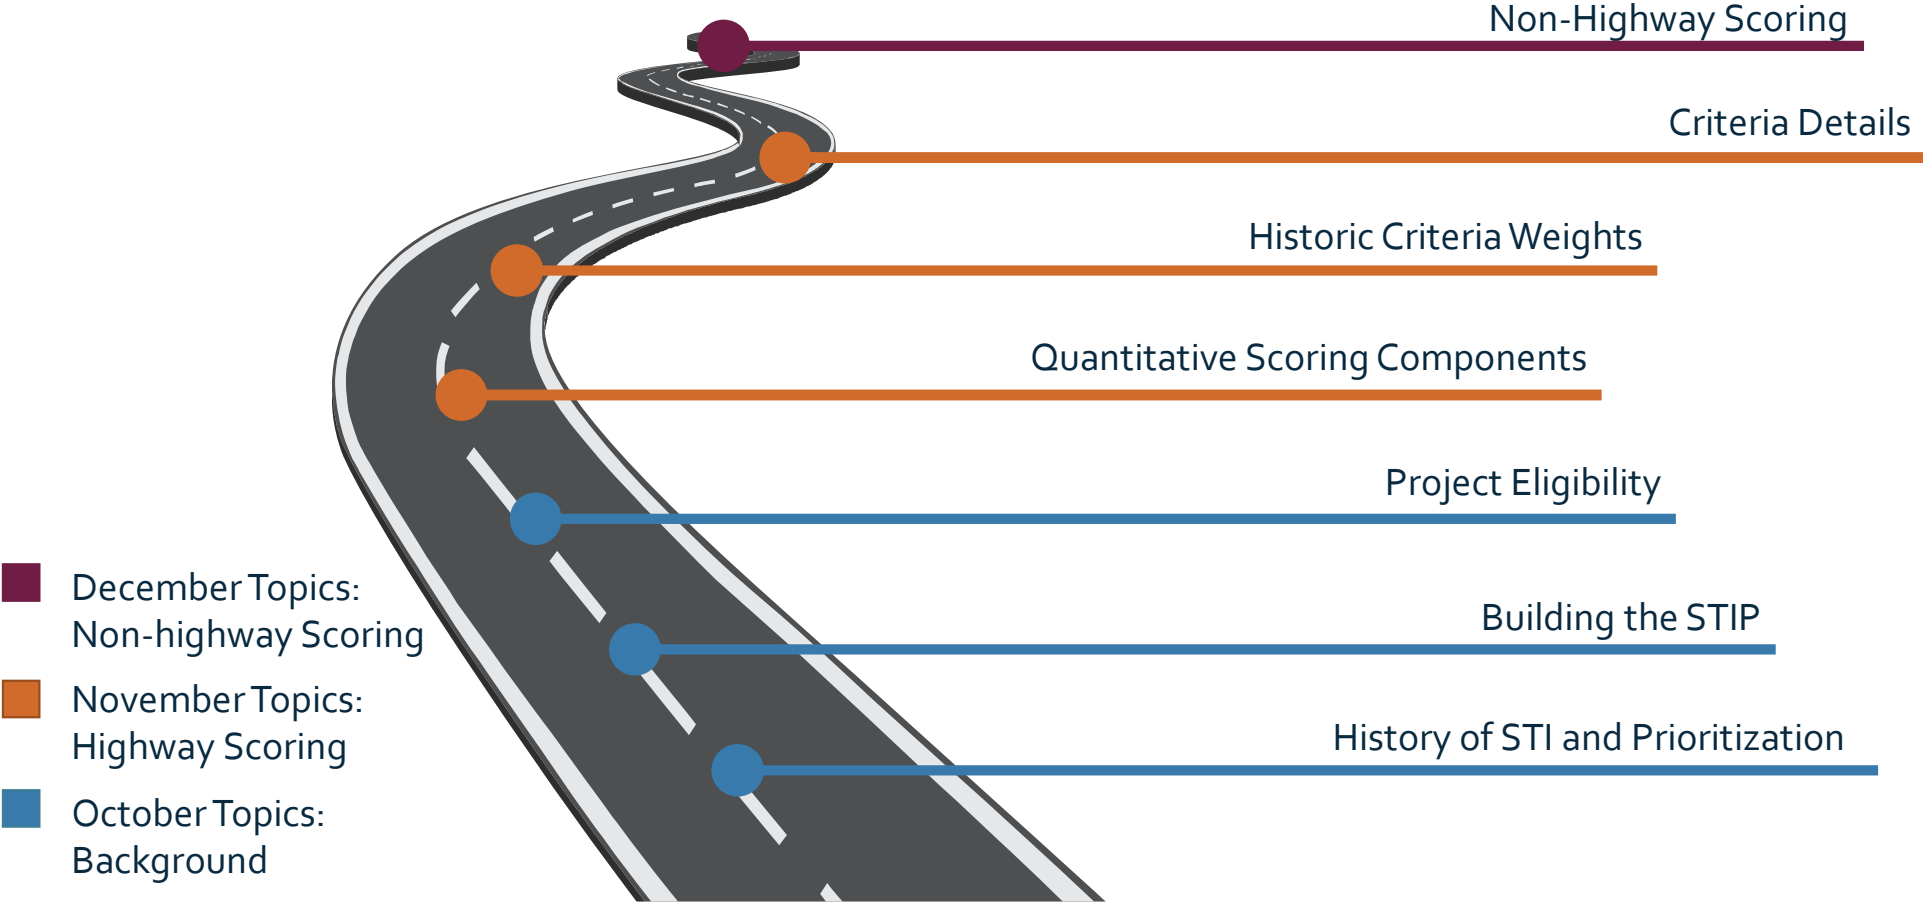 Non-Highway Scoring
Criteria Details
Historic Criteria Weights
Quantitative Scoring Components
Project Eligibility
Building the STIP
History of STI and Prioritization
December Topics:
Non-highway Scoring
November Topics:
Highway Scoring
October Topics:
Background